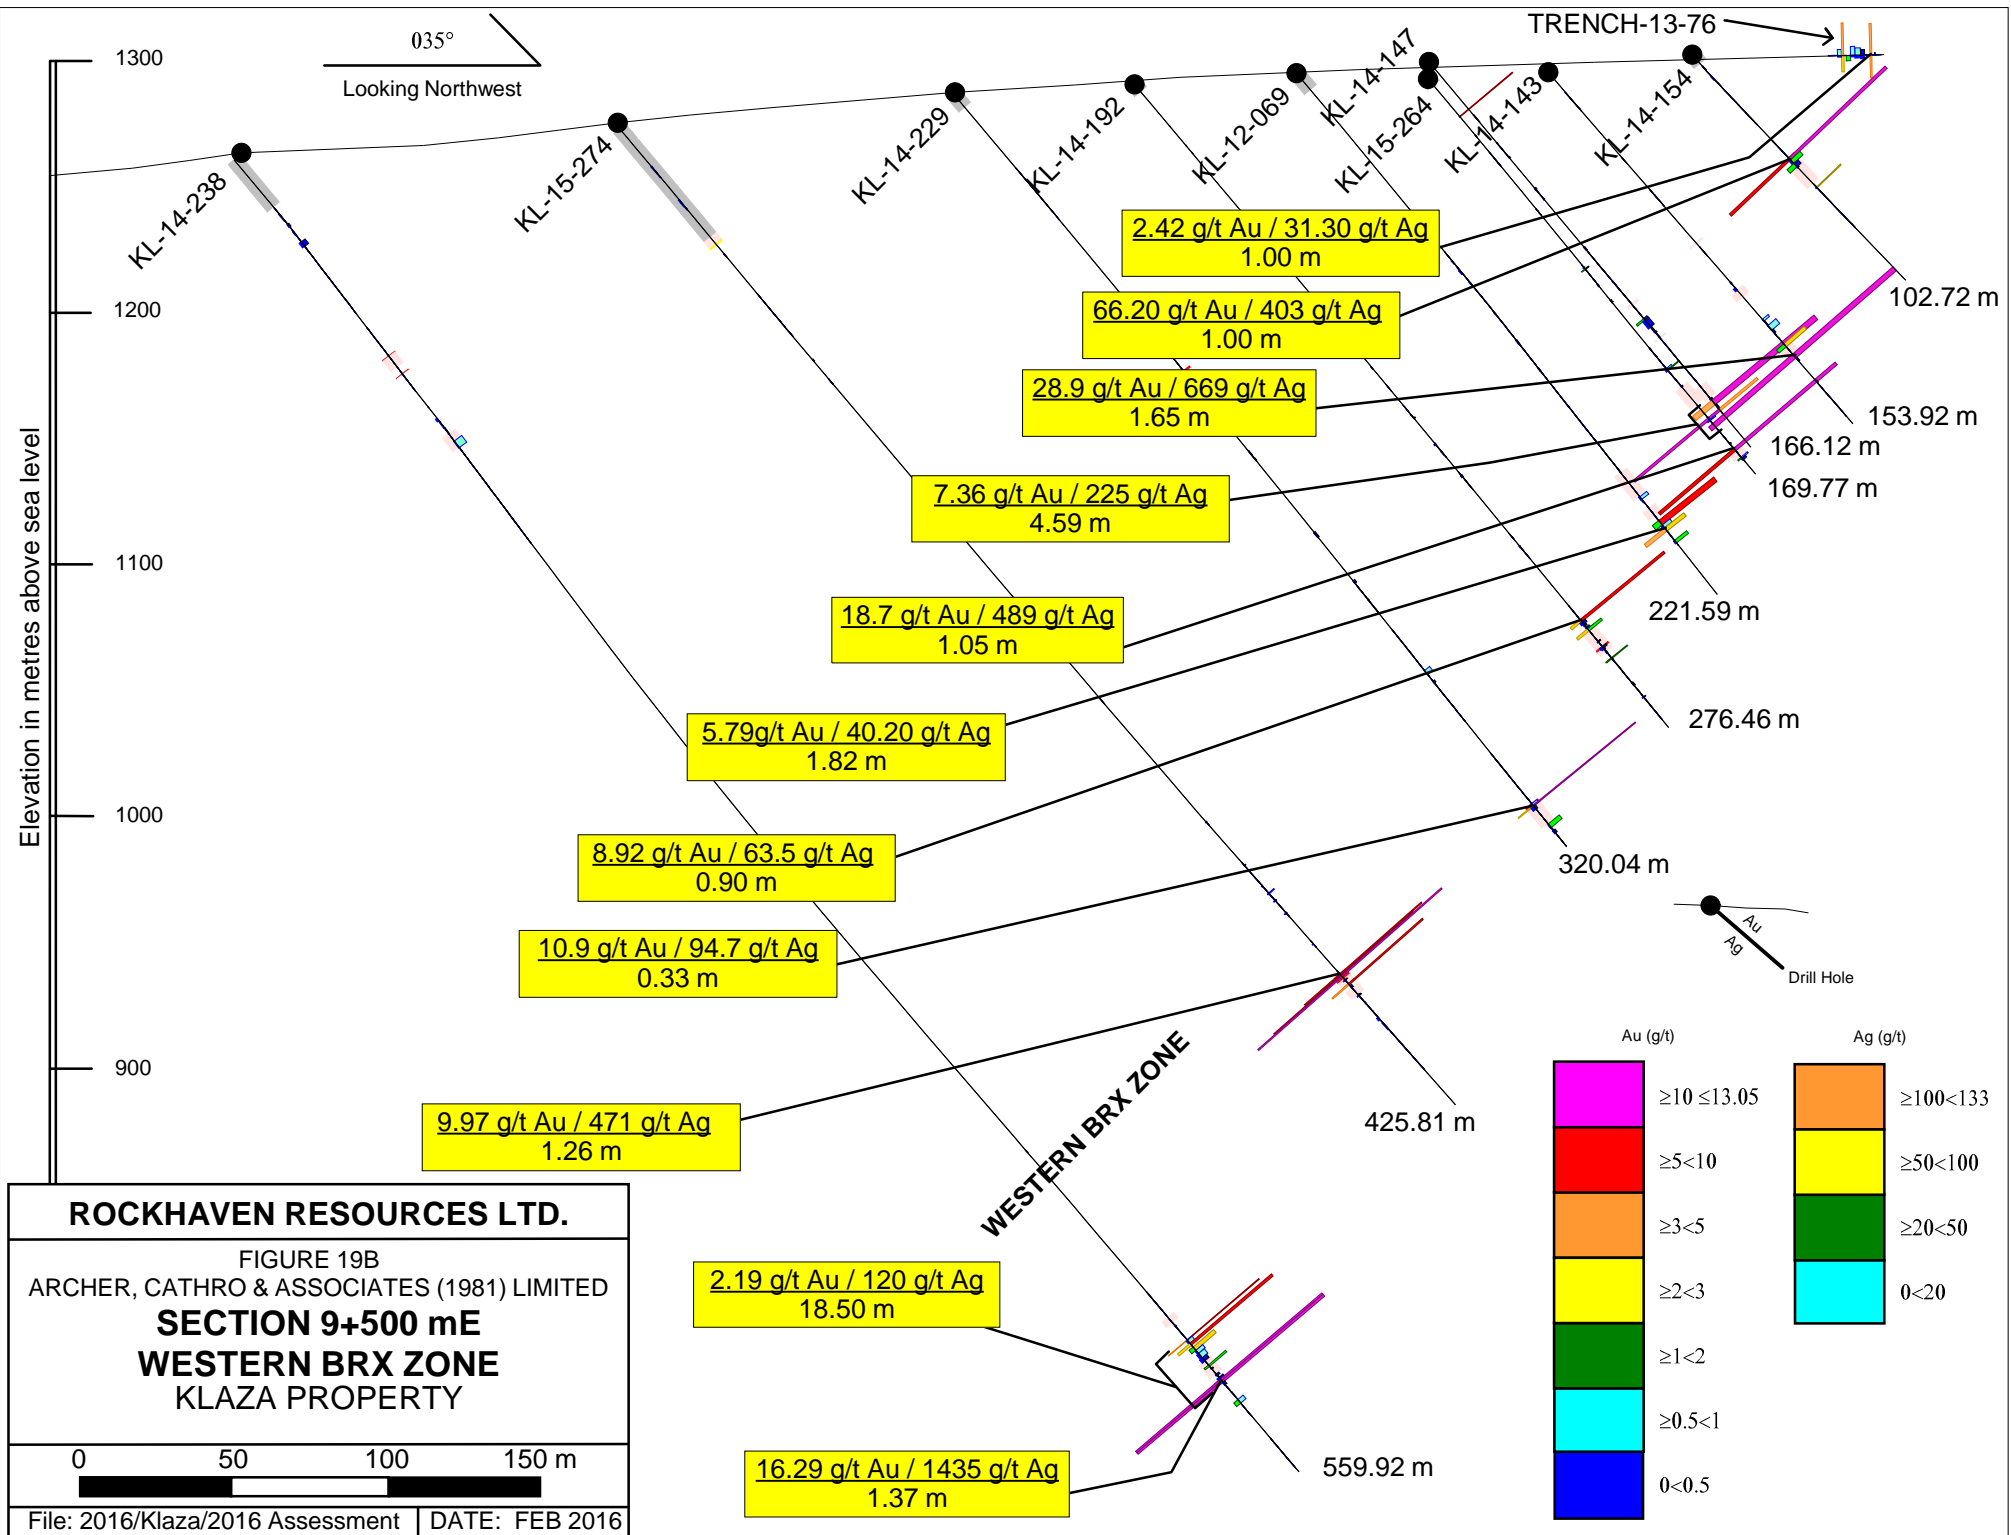 TRENCH-13-76
035°
Looking Northwest
1300
1200
1100
1000
900
Elevation in metres above sea level
KL-14-238
KL-15-274
KL-14-229
KL-14-192
KL-12-069
KL-14-147
KL-15-264
KL-14-143
KL-14-154
2.42 g/t Au / 31.30 g/t Ag
1.00 m
66.20 g/t Au / 403 g/t Ag
1.00 m
28.9 g/t Au / 669 g/t Ag
1.65 m
7.36 g/t Au / 225 g/t Ag
4.59 m
18.7 g/t Au / 489 g/t Ag
1.05 m
5.79g/t Au / 40.20 g/t Ag
1.82 m
8.92 g/t Au / 63.5 g/t Ag
0.90 m
10.9 g/t Au / 94.7 g/t Ag
0.33 m
9.97 g/t Au / 471 g/t Ag
1.26 m
2.19 g/t Au / 120 g/t Ag
18.50 m
16.29 g/t Au / 1435 g/t Ag
1.37 m
102.72 m
153.92 m
166.12 m
169.77 m
221.59 m
276.46 m
320.04 m
425.81 m
559.92 m
WESTERN BRX ZONE
Au
Ag
Drill Hole
Au (g/t)
≥10 ≤13.05
≥5<10
≥3<5
≥2<3
≥1<2
≥0.5<1
0<0.5
Ag (g/t)
≥100<133
≥50<100
≥20<50
0<20
ROCKHAVEN RESOURCES LTD.
FIGURE 19B
ARCHER, CATHRO & ASSOCIATES (1981) LIMITED
SECTION 9+500 mE
WESTERN BRX ZONE
KLAZA PROPERTY
0 50 100 150 m
File: 2016/Klaza/2016 Assessment DATE: FEB 2016